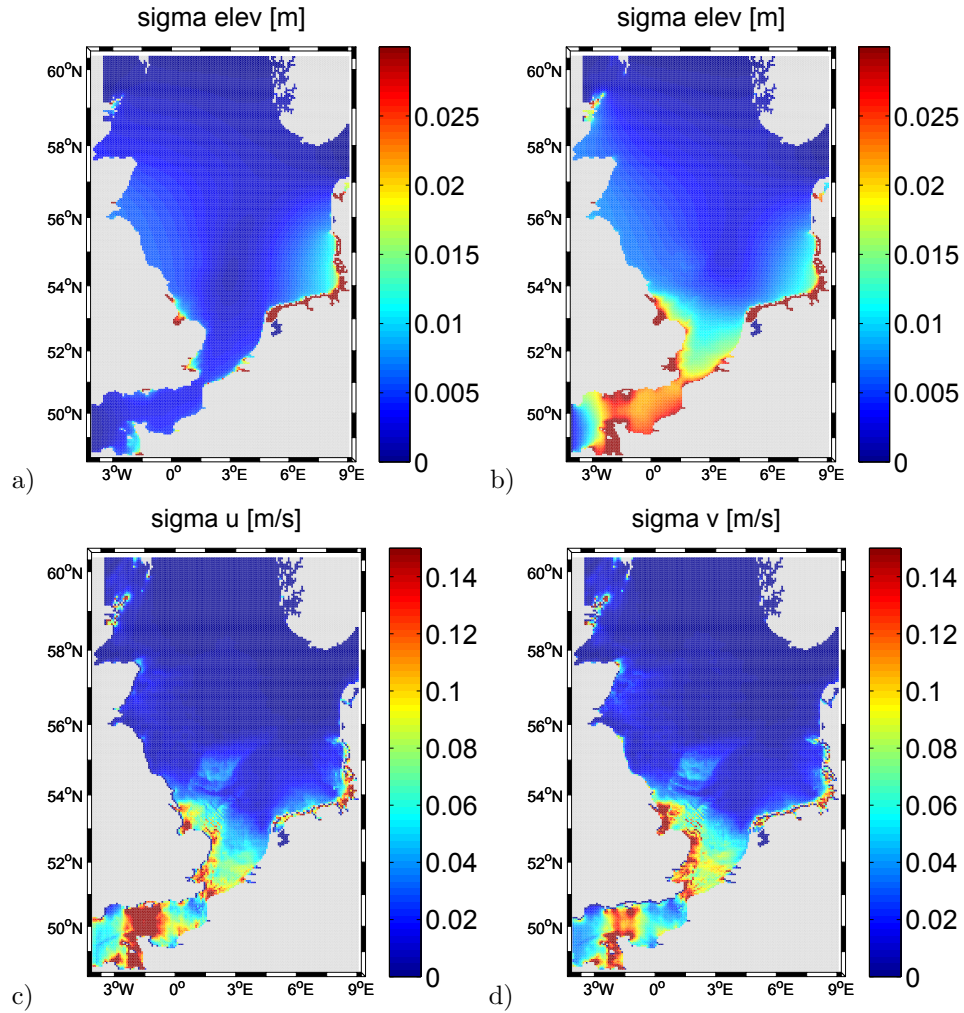 sigma elev [m]
sigma elev [m]
60°N
58°N
56°N
54°N
52°N
50°N
3°W 0° 3°E 6°E 9°E
0.025
0.02
0.015
0.01
0.005
0
a)
60°N
58°N
56°N
54°N
52°N
50°N
3°W 0° 3°E 6°E 9°E
0.025
0.02
0.015
0.01
0.005
0
b)
sigma u [m/s]
sigma v [m/s]
60°N
58°N
56°N
54°N
52°N
50°N
3°W 0° 3°E 6°E 9°E
0.14
0.12
0.1
0.08
0.06
0.04
0.02
0
c)
60°N
58°N
56°N
54°N
52°N
50°N
3°W 0° 3°E 6°E 9°E
0.14
0.12
0.1
0.08
0.06
0.04
0.02
0
d)